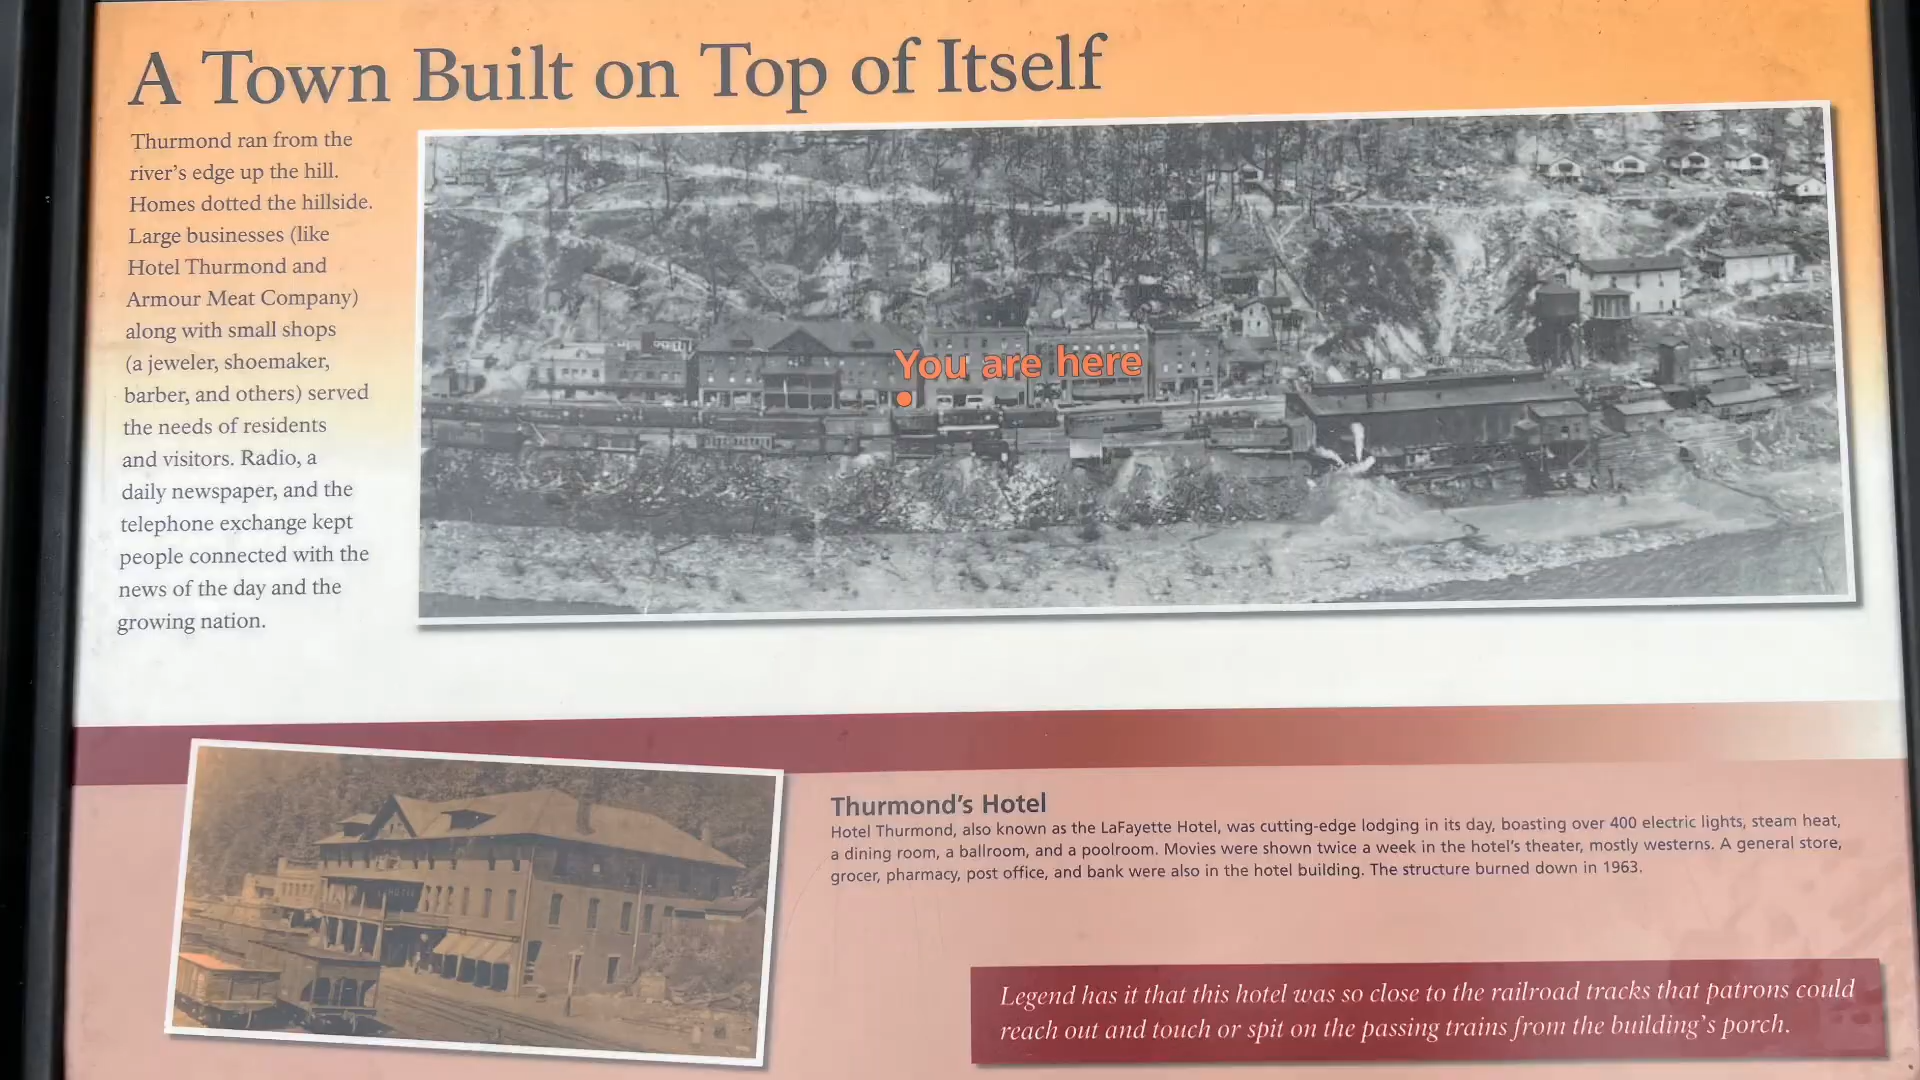 A Town Built on Top of Itself
Thurmond ran from the
river's edge up the hill.
Homes dotted the hillside.
Large businesses (like
Hotel Thurmond and
Armour Meat Company)
along with small shops
(a jeweler, shoemaker,
barber, and others) served
the needs of residents
and visitors. Radio, a
daily newspaper, and the
telephone exchange kept
people connected with the
news of the day and the
growing nation.
You are here
Thurmond's Hotel
Hotel Thurmond, also known as the LaFayette Hotel, was cutting-edge lodging in its day, boasting over 400 electric lights, steam heat,
a dining room, a ballroom, and a poolroom. Movies were shown twice a week in the hotel's theater, mostly westerns. A general store,
grocer, pharmacy, post office, and bank were also in the hotel building. The structure burned down in 1963.
Legend has it that this hotel was so close to the railroad tracks that patrons could
reach out and touch or spit on the passing trains from the building's porch.